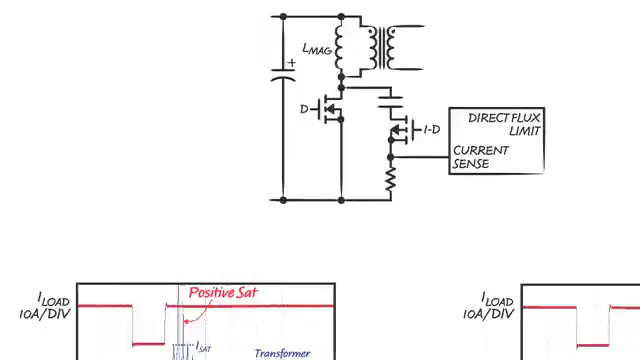 LMAG
+
D
1-D
DIRECT FLUX
LIMIT
CURRENT
SENSE
ILOAD
10A/DIV
Positive Sat
ISAT
Transformer
ILOAD
10A/DIV